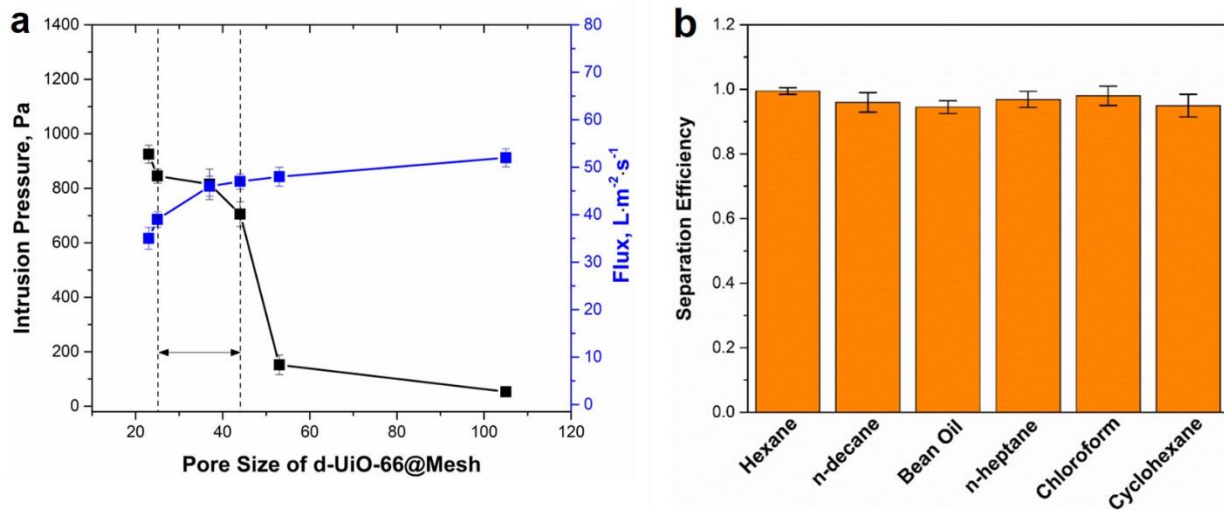 a
Intrusion Pressure, Pa
1400
1200
1000
800
600
400
200
0
20 40 60 80 100 120
Pore Size of d-UiO-66@Mesh
80
70
60
50
40
30
20
10
0
Flux, L·m-2·s-1
b
Separation Efficiency
1.2
1.0
0.8
0.6
0.4
0.2
0.0
Hexane
n-decane
Bean Oil
n-heptane
Chloroform
Cyclohexane